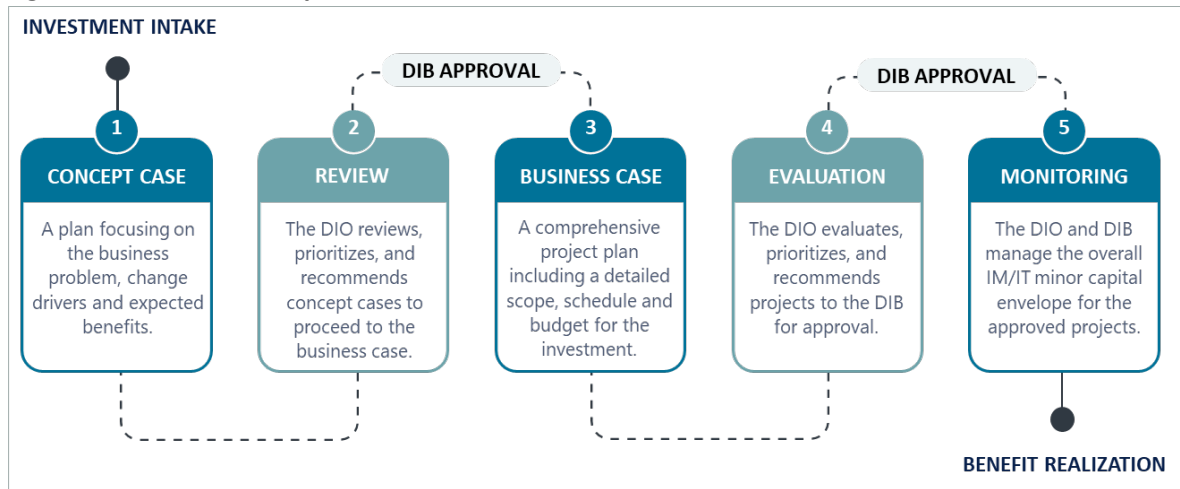 INVESTMENT INTAKE
DIB APPROVAL
DIB APPROVAL
1
2
3
4
5
CONCEPT CASE
A plan focusing on
the business
problem, change
drivers and expected
benefits.
REVIEW
The DIO reviews,
prioritizes, and
recommends
concept cases to
proceed to the
business case.
BUSINESS CASE
A comprehensive
project plan
including a detailed
scope, schedule and
budget for the
investment.
EVALUATION
The DIO evaluates,
prioritizes, and
recommends
projects to the DIB
for approval.
MONITORING
The DIO and DIB
manage the overall
IM/IT minor capital
envelope for the
approved projects.
BENEFIT REALIZATION